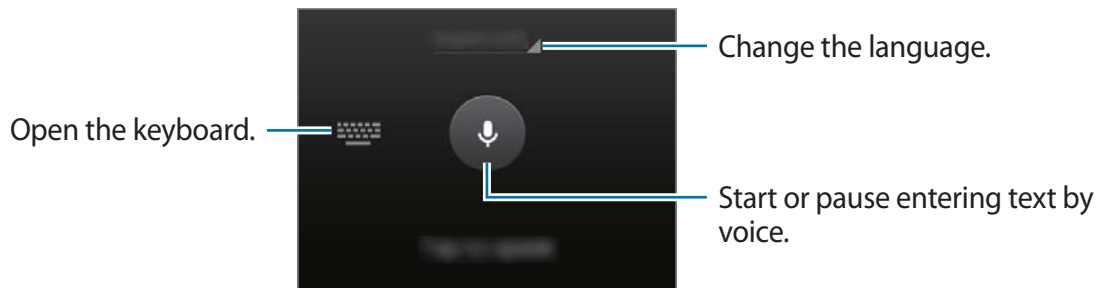 Change the language.
Open the keyboard.
Start or pause entering text by
voice.